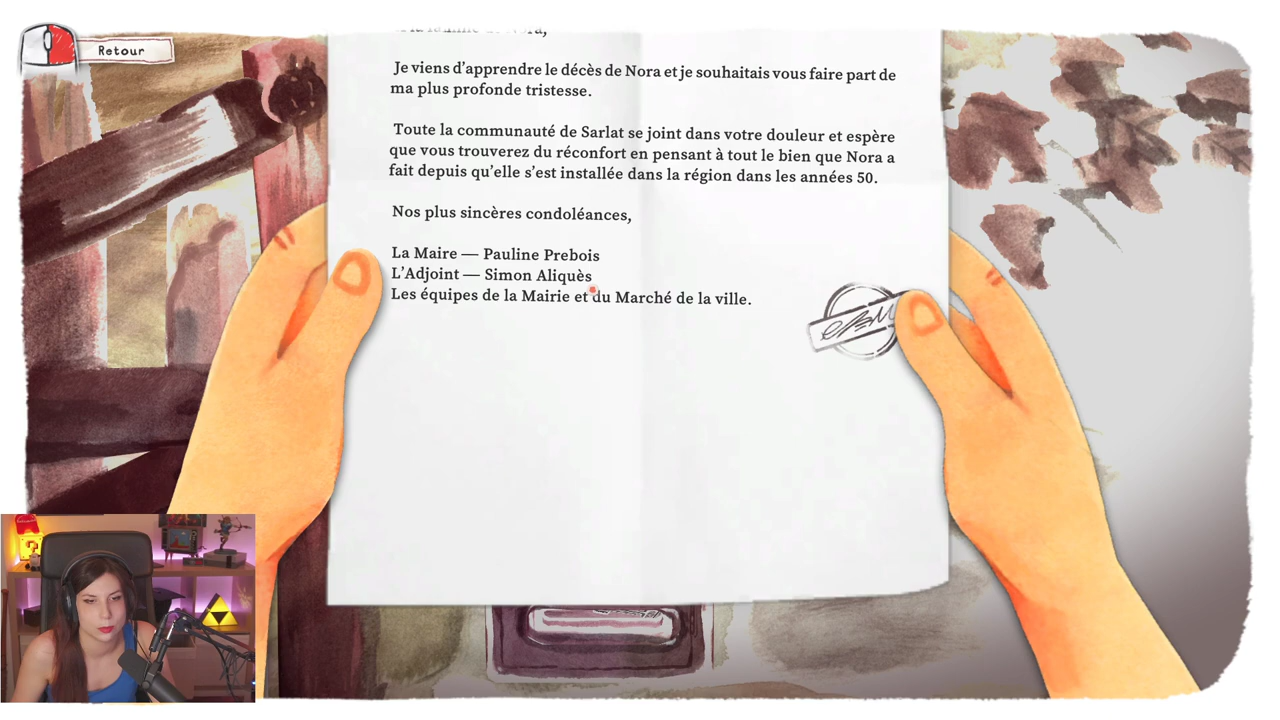 Retour
Nora,
Je viens d'apprendre le décès de Nora et je souhaitais vous faire part de
ma plus profonde tristesse.
Toute la communauté de Sarlat se joint dans votre douleur et espère
que vous trouverez du réconfort en pensant à tout le bien que Nora a
fait depuis qu'elle s'est installée dans la région dans les années 50.
Nos plus sincères condoléances,
La Maire — Pauline Prebois
L'Adjoint — Simon Aliquès
Les équipes de la Mairie et du Marché de la ville.